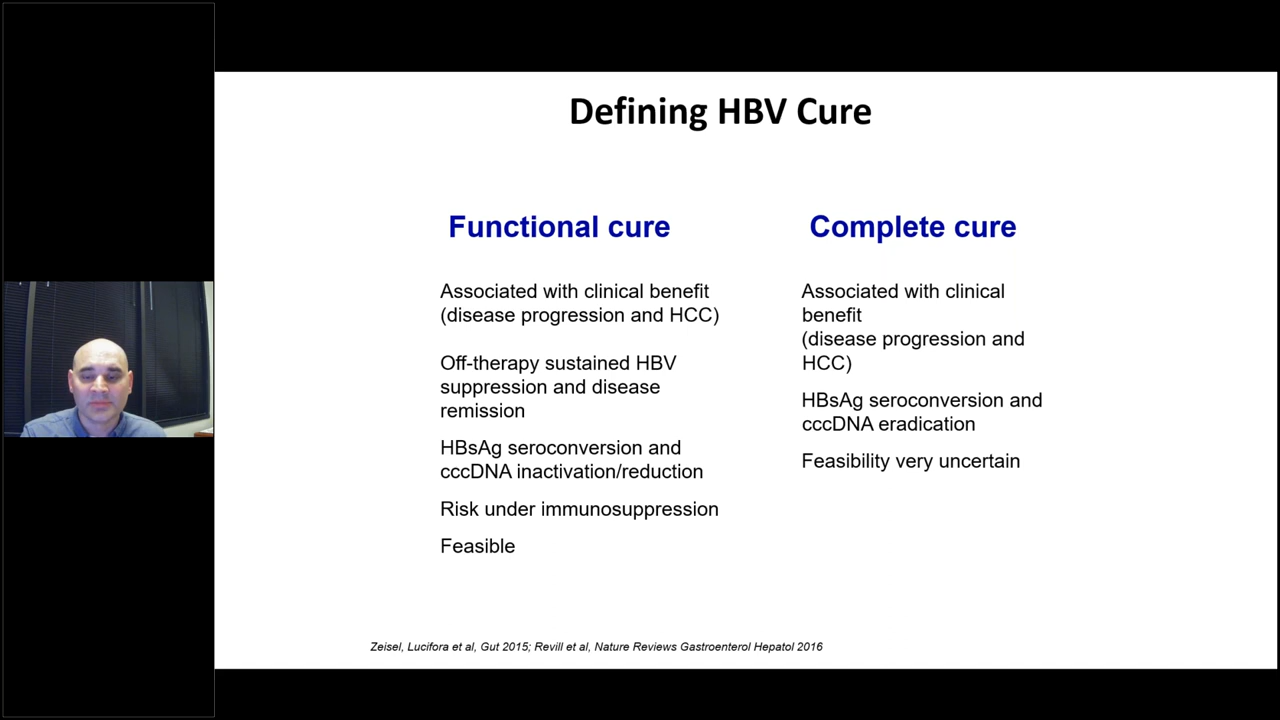 Defining HBV Cure
Functional cure
Associated with clinical benefit
(disease progression and HCC)
Off-therapy sustained HBV
suppression and disease
remission
HBsAg seroconversion and
cccDNA inactivation/reduction
Risk under immunosuppression
Feasible
Complete cure
Associated with clinical
benefit
(disease progression and
HCC)
HBsAg seroconversion and
cccDNA eradication
Feasibility very uncertain
Zeisel, Lucifora et al, Gut 2015; Revill et al, Nature Reviews Gastroenterol Hepatol 2016